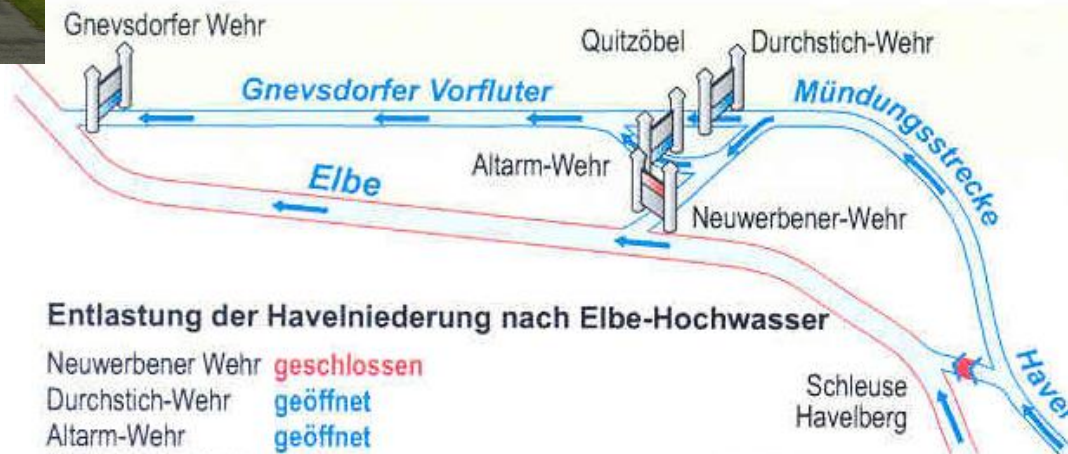 Gnevsdorfer Wehr
Quitzöbel
Durchstich-Wehr
Gnevsdorfer Vorfluter
Mündungsstrecke
Altarm-Wehr
Elbe
Neuwerbener-Wehr
Entlastung der Havelniederung nach Elbe-Hochwasser
Neuwerbener Wehr geschlossen
Durchstich-Wehr geöffnet
Altarm-Wehr geöffnet
Schleuse
Havelberg
Havel